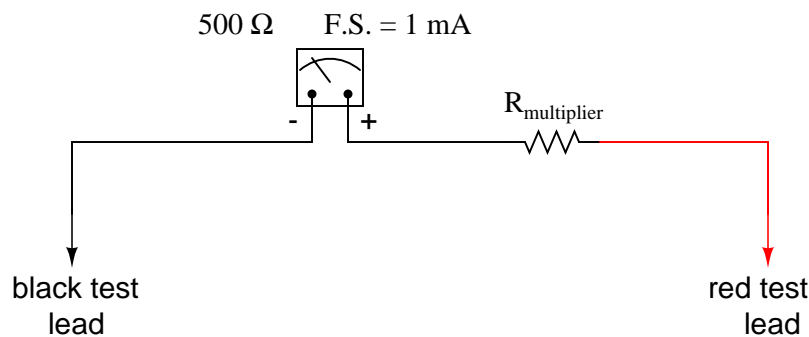 500 Ω F.S. = 1 mA
- +
Rmultiplier
black test
lead
red test
lead